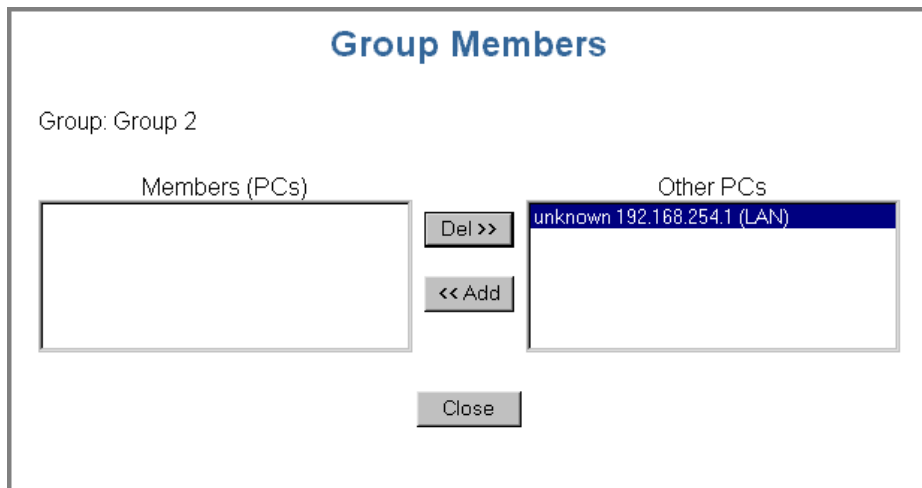 Group Members
Group: Group 2
Members (PCs)
Other PCs
unknown 192.168.254.1 (LAN)
Del >>
<< Add
Close